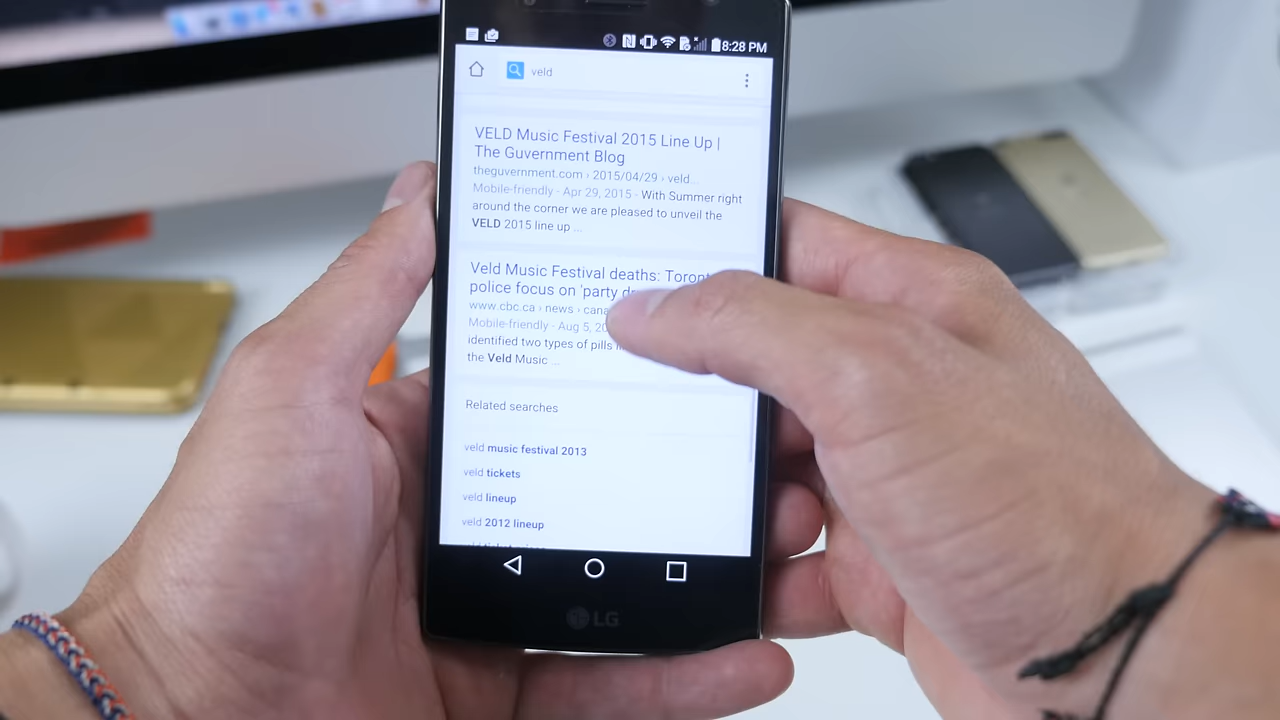 8:28 PM
veld
VELD Music Festival 2015 Line Up |
The Guvernment Blog
theguvernment.com › 2015/04/29 › veld...
Mobile-friendly - Apr 29, 2015 - With Summer right
around the corner we are pleased to unveil the
VELD 2015 line up ...
Veld Music Festival deaths:
police focus on 'party
www.cbc.ca › news ›
Mobile-friendly - Aug 5,
identified two types of pills
the Veld Music ...
Related searches
veld music festival 2013
veld tickets
veld lineup
veld 2012 lineup
LG